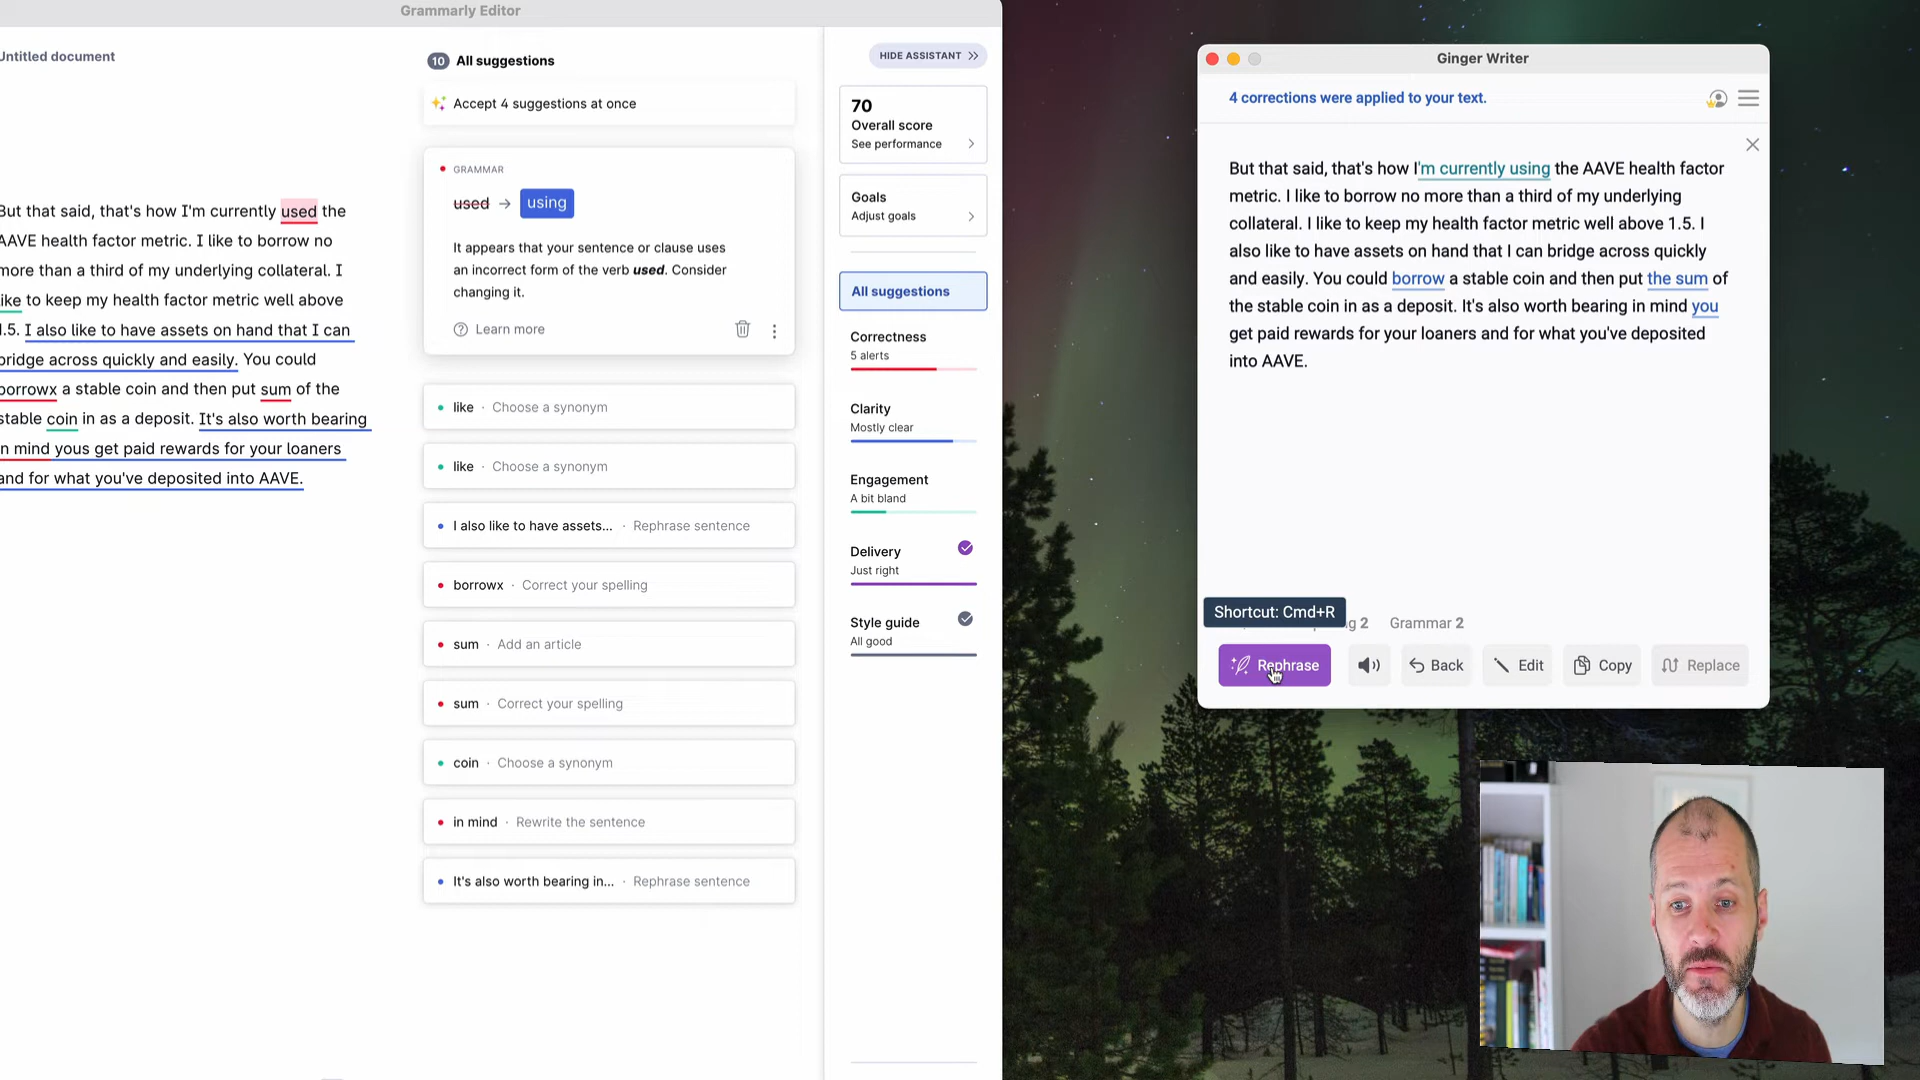 Grammarly Editor
Untitled document
But that said, that's how I'm currently used the
AAVE health factor metric. I like to borrow no
more than a third of my underlying collateral. I
like to keep my health factor metric well above
1.5. I also like to have assets on hand that I can
bridge across quickly and easily. You could
borrowx a stable coin and then put sum of the
stable coin in as a deposit. It's also worth bearing
in mind yous get paid rewards for your loaners
and for what you've deposited into AAVE.
10 All suggestions
Accept 4 suggestions at once
GRAMMAR
used → using
It appears that your sentence or clause uses
an incorrect form of the verb used. Consider
changing it.
Learn more
like · Choose a synonym
like · Choose a synonym
I also like to have assets... · Rephrase sentence
borrowx · Correct your spelling
sum · Add an article
sum · Correct your spelling
coin · Choose a synonym
in mind · Rewrite the sentence
It's also worth bearing in... · Rephrase sentence
HIDE ASSISTANT
70
Overall score
See performance
Goals
Adjust goals
All suggestions
Correctness
5 alerts
Clarity
Mostly clear
Engagement
A bit bland
Delivery
Just right
Style guide
All good
Ginger Writer
4 corrections were applied to your text.
But that said, that's how I'm currently using the AAVE health factor
metric. I like to borrow no more than a third of my underlying
collateral. I like to keep my health factor metric well above 1.5. I
also like to have assets on hand that I can bridge across quickly
and easily. You could borrow a stable coin and then put the sum of
the stable coin in as a deposit. It's also worth bearing in mind you
get paid rewards for your loaners and for what you've deposited
into AAVE.
Shortcut: Cmd+R
g 2 Grammar 2
Rephrase Back Edit Copy Replace